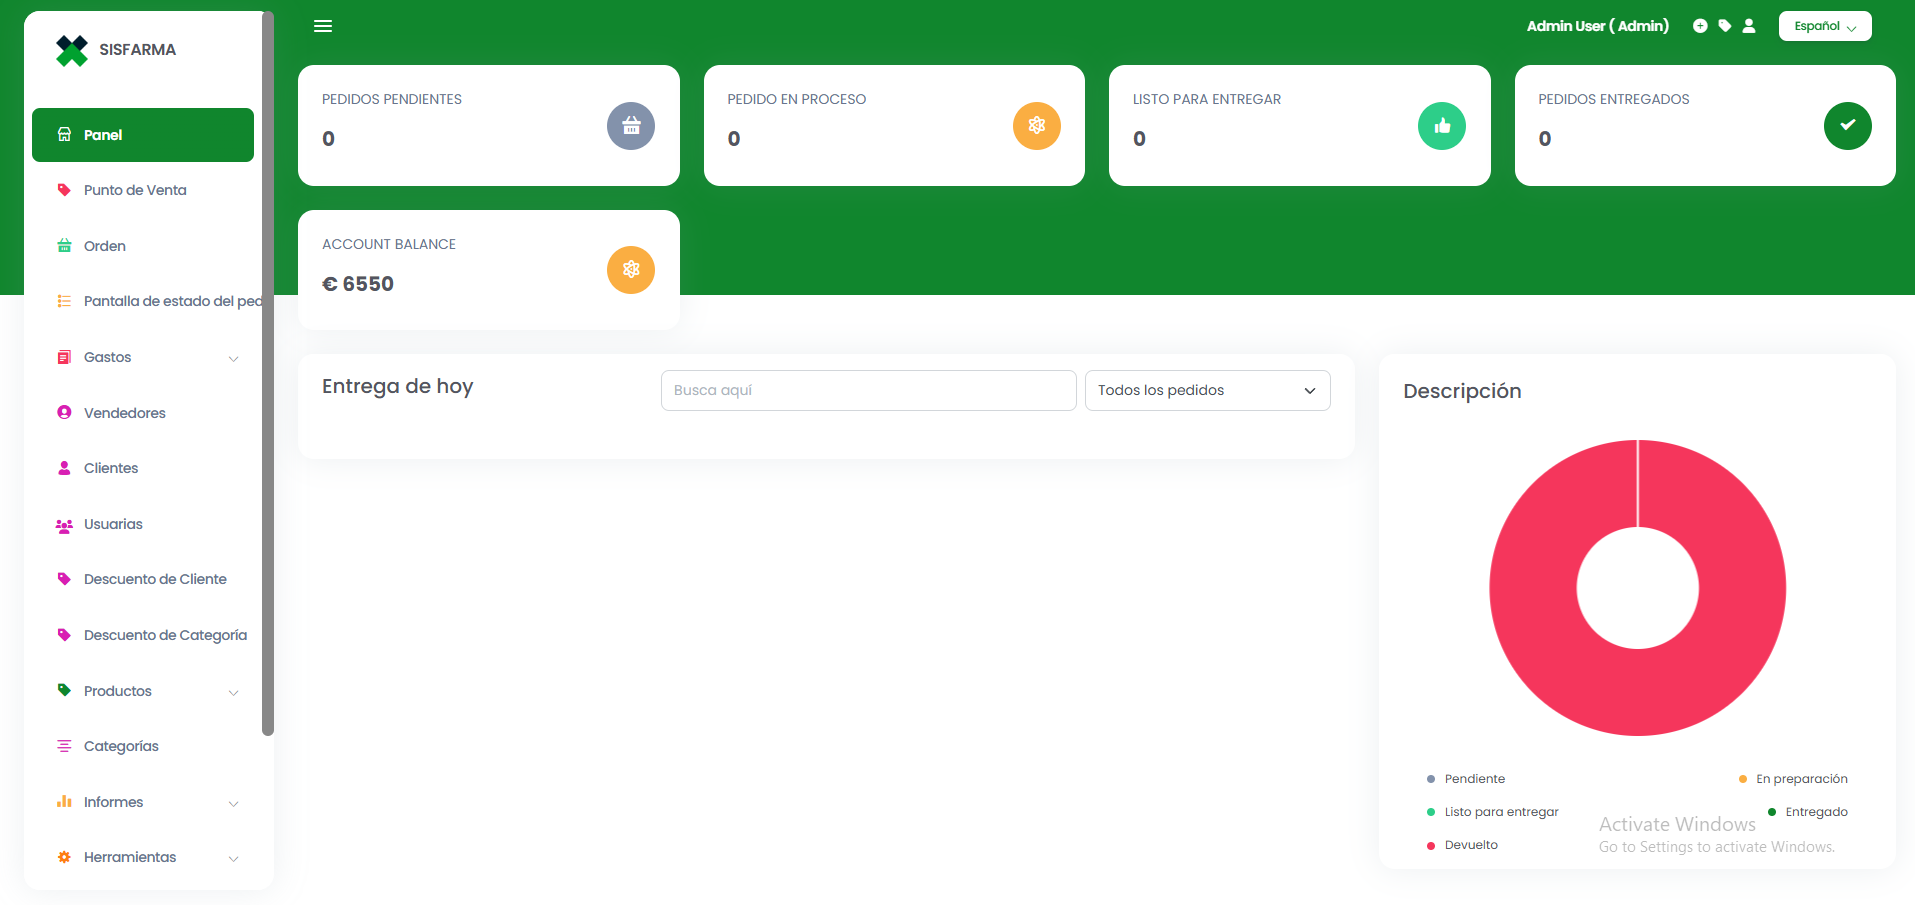 SISFARMA
Admin User ( Admin)
Español
Panel
Punto de Venta
Orden
Pantalla de estado del ped
Gastos
Vendedores
Clientes
Usuarias
Descuento de Cliente
Descuento de Categoría
Productos
Categorías
Informes
Herramientas
PEDIDOS PENDIENTES
0
PEDIDO EN PROCESO
0
LISTO PARA ENTREGAR
0
PEDIDOS ENTREGADOS
0
ACCOUNT BALANCE
€ 6550
Entrega de hoy
Busca aquí
Todos los pedidos
Descripción
Pendiente
En preparación
Listo para entregar
Entregado
Devuelto
Activate Windows
Go to Settings to activate Windows.